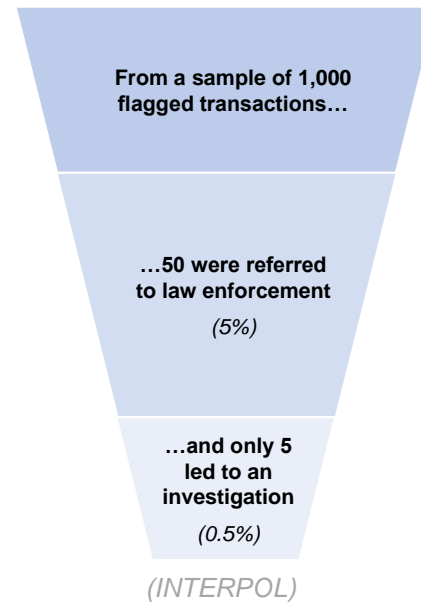 From a sample of 1,000
flagged transactions…
…50 were referred
to law enforcement
(5%)
…and only 5
led to an
investigation
(0.5%)
(INTERPOL)